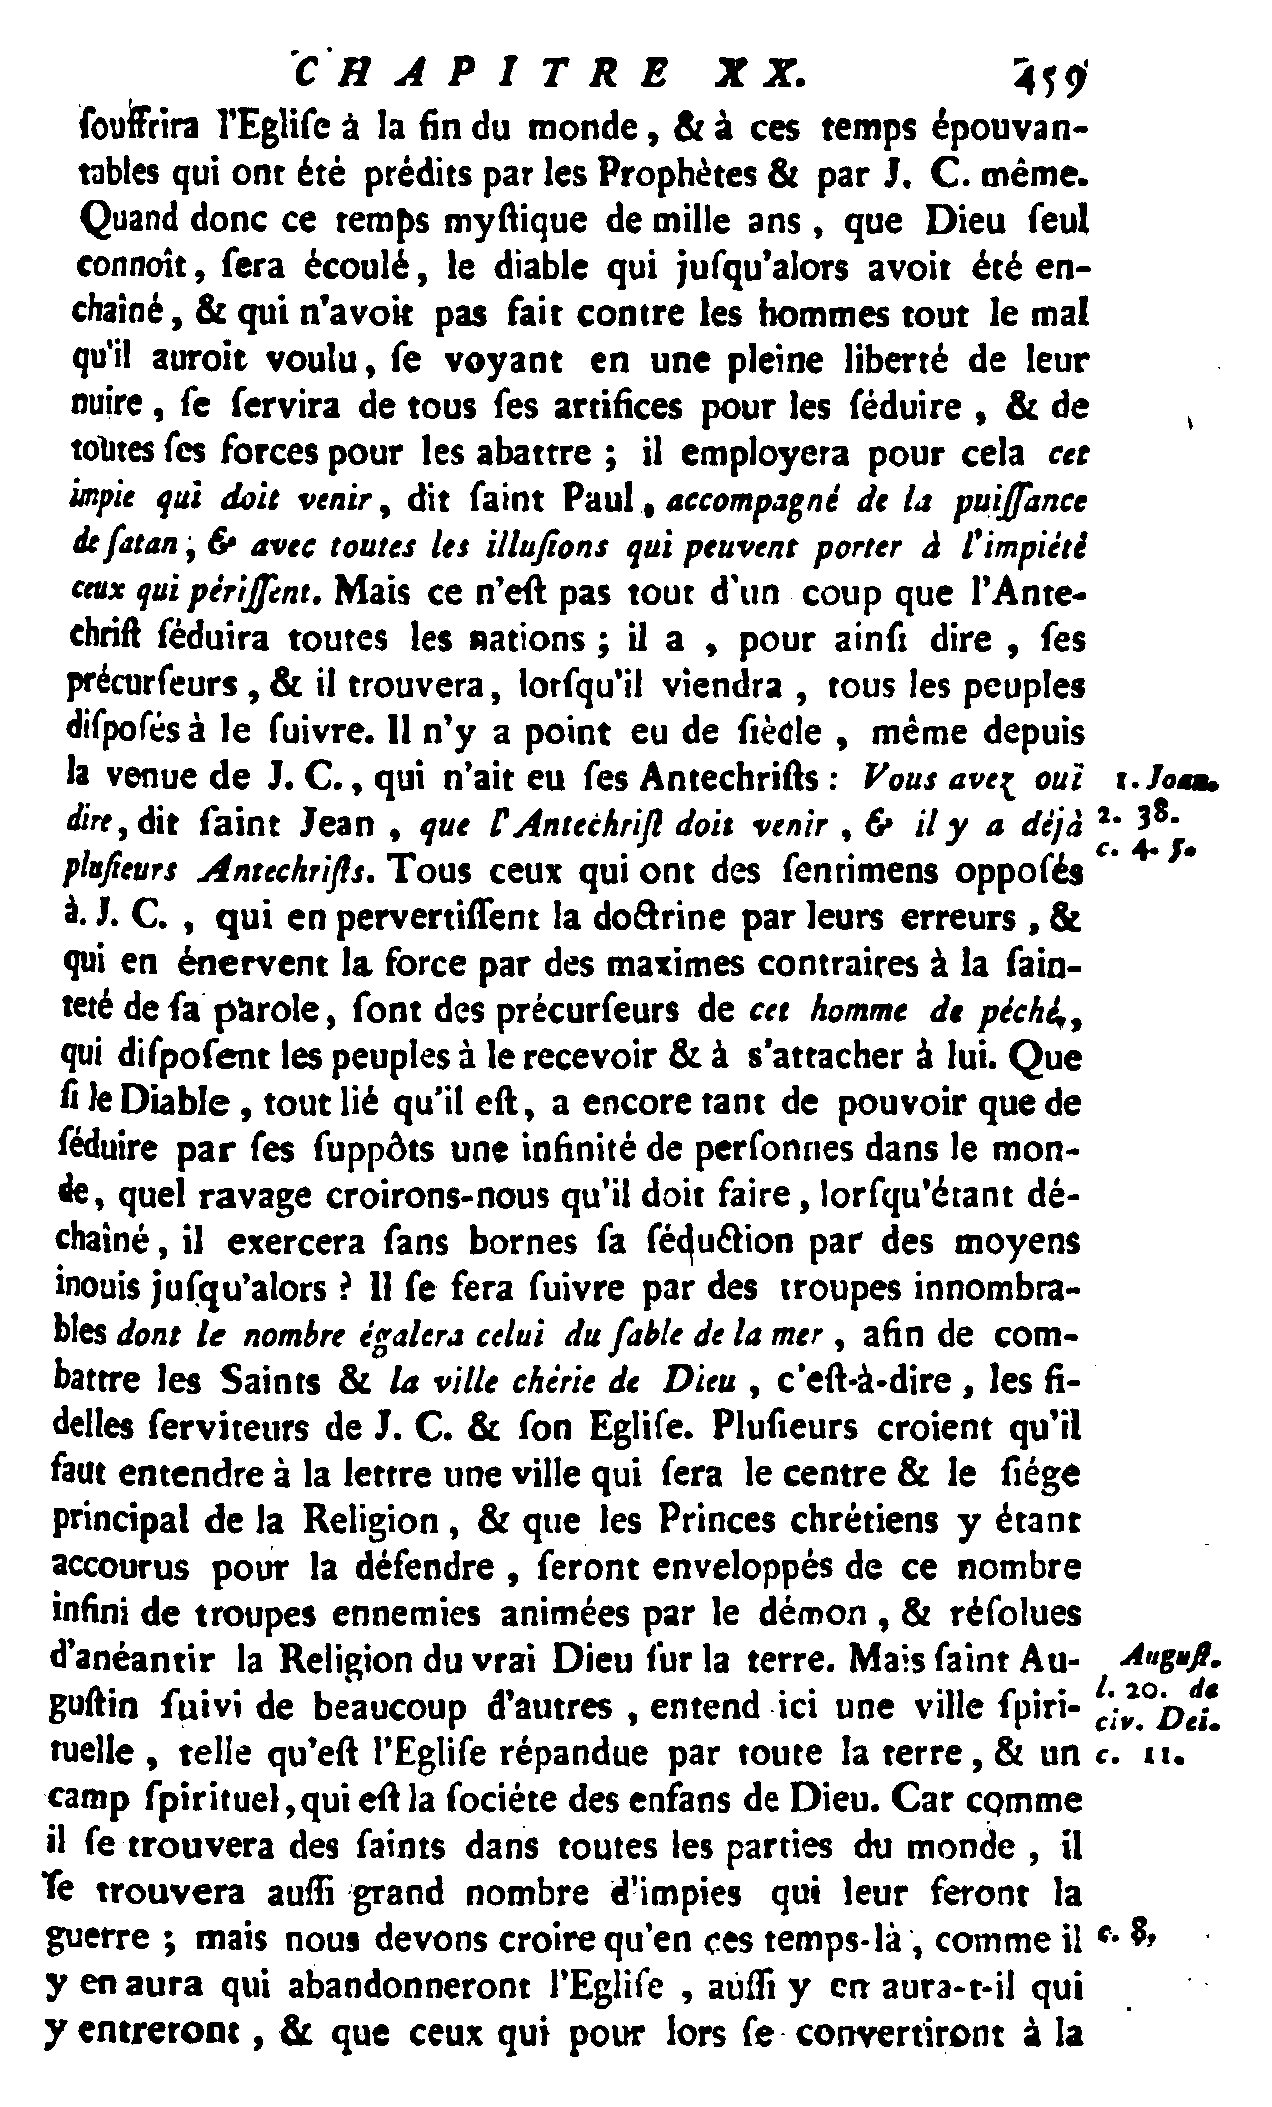 CHAPITRE XX. 459
ſouffrira l'Egliſe à la fin du monde, & à ces temps épouvan-
tables qui ont été prédits par les Prophètes & par J. C. même.
Quand donc ce temps myſtique de mille ans, que Dieu ſeul
connoît, ſera écoulé, le diable qui juſqu'alors avoit été en-
chaîné, & qui n'avoit pas fait contre les hommes tout le mal
qu'il auroit voulu, ſe voyant en une pleine liberté de leur
nuire, ſe ſervira de tous ſes artifices pour les ſéduire, & de
toutes ſes forces pour les abattre; il employera pour cela cet
impie qui doit venir, dit ſaint Paul, accompagné de la puiſſance
de ſatan, & avec toutes les illuſions qui peuvent porter à l'impiété
ceux qui périſſent. Mais ce n'eſt pas tout d'un coup que l'Ante-
chriſt ſéduira toutes les nations; il a, pour ainſi dire, ſes
précurſeurs, & il trouvera, lorſqu'il viendra, tous les peuples
diſpoſés à le ſuivre. Il n'y a point eu de ſiècle, même depuis
la venue de J. C., qui n'ait eu ſes Antechriſts: Vous avez ouï
1. Joan.
dire, dit ſaint Jean, que l'Antechriſt doit venir, & il y a déjà
2. 38.
pluſieurs Antechriſts. Tous ceux qui ont des ſentimens oppoſés
c. 4. 5.
à J. C., qui en pervertiſſent la doctrine par leurs erreurs, &
qui en énervent la force par des maximes contraires à la ſain-
teté de ſa parole, ſont des précurſeurs de cet homme de péché,
qui diſpoſent les peuples à le recevoir & à s'attacher à lui. Que
ſi le Diable, tout lié qu'il eſt, a encore tant de pouvoir que de
ſéduire par ſes ſuppôts une infinité de perſonnes dans le mon-
de, quel ravage croirons-nous qu'il doit faire, lorſqu'étant dé-
chaîné, il exercera ſans bornes ſa ſéduction par des moyens
inouis juſqu'alors? Il ſe fera ſuivre par des troupes innombra-
bles dont le nombre égalera celui du ſable de la mer, afin de com-
battre les Saints & la ville chérie de Dieu, c'eſt-à-dire, les fi-
delles ſerviteurs de J. C. & ſon Egliſe. Pluſieurs croient qu'il
faut entendre à la lettre une ville qui ſera le centre & le ſiége
principal de la Religion, & que les Princes chrétiens y étant
accourus pour la défendre, ſeront enveloppés de ce nombre
infini de troupes ennemies animées par le démon, & réſolues
d'anéantir la Religion du vrai Dieu ſur la terre. Mais ſaint Au-
Auguſt.
guſtin ſuivi de beaucoup d'autres, entend ici une ville ſpiri-
l. 20. de
civ. Dei.
tuelle, telle qu'eſt l'Egliſe répandue par toute la terre, & un
c. 11.
camp ſpirituel, qui eſt la ſociéte des enfans de Dieu. Car comme
il ſe trouvera des ſaints dans toutes les parties du monde, il
ſe trouvera auſſi grand nombre d'impies qui leur feront la
guerre; mais nous devons croire qu'en ces temps-là, comme il
c. 8,
y en aura qui abandonneront l'Egliſe, auſſi y en aura-t-il qui
y entreront, & que ceux qui pour lors ſe convertiront à la